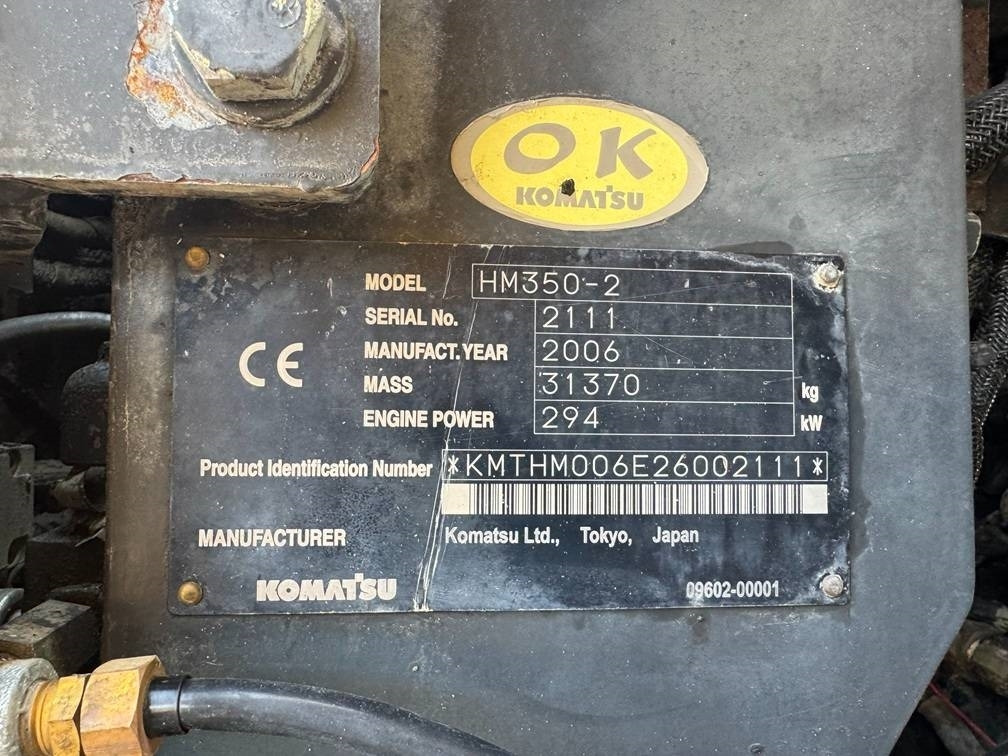 OK
KOMATSU
MODEL HM350-2
SERIAL No. 2111
MANUFACT.YEAR 2006
MASS 31370 kg
ENGINE POWER 294 kW
CE
Product Identification Number *KMTHM006E26002111*
MANUFACTURER Komatsu Ltd., Tokyo, Japan
KOMATSU 09602-00001